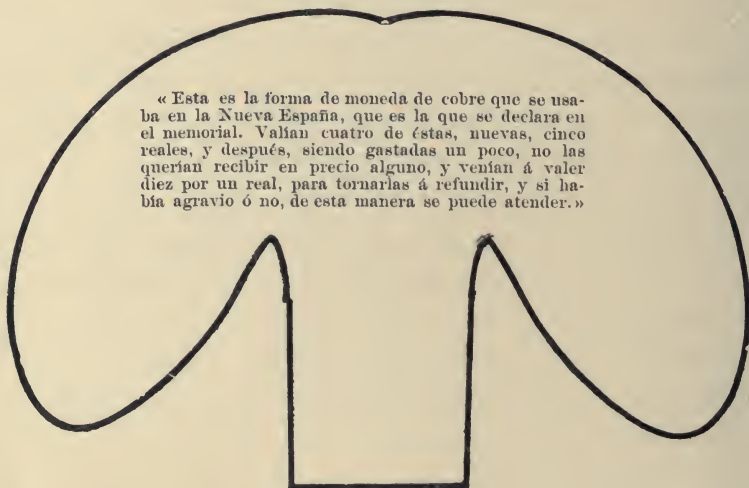 « Esta es la forma de moneda de cobre que se usa-
ba en la Nueva España, que es la que se declara en
el memorial. Valían cuatro de éstas, nuevas, cinco
reales, y después, siendo gastadas un poco, no las
querían recibir en precio alguno, y venían á valer
diez por un real, para tornarlas á refundir, y si ha-
bía agravio ó no, de esta manera se puede atender.»